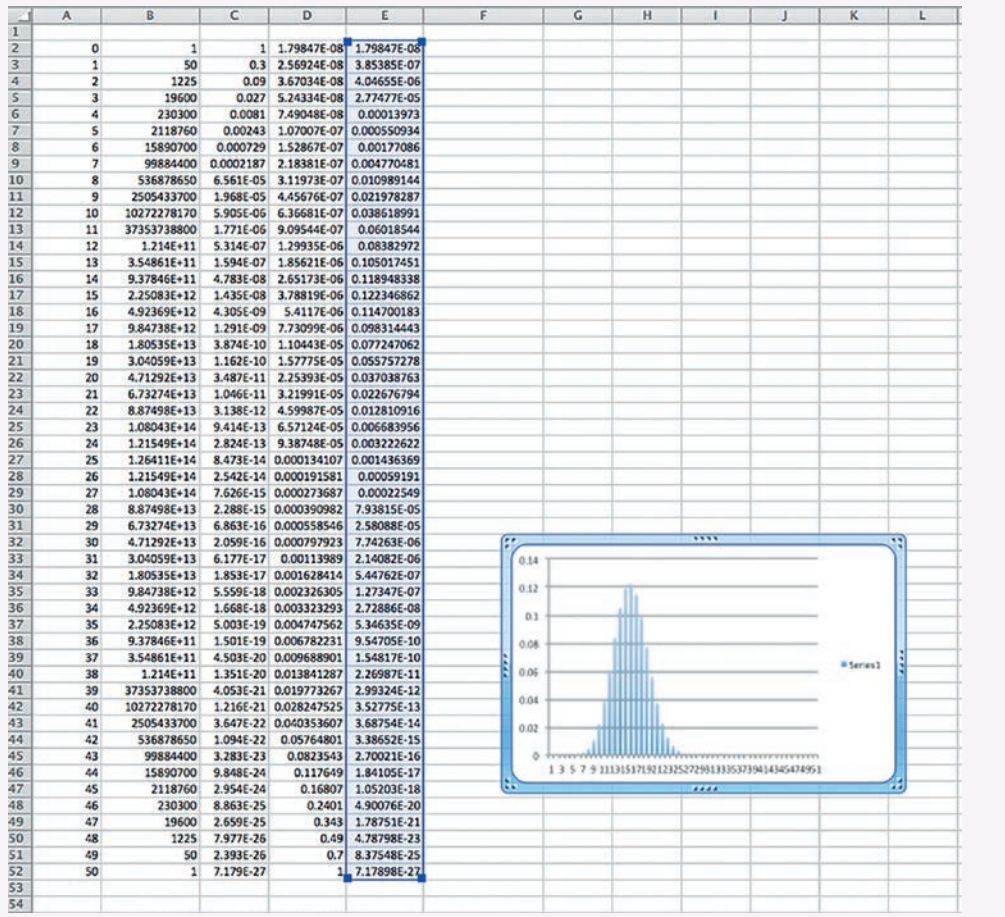 A B C D E F G H I J K L
1
2 0 1 1 1.79847E-08 1.79847E-08
3 1 50 0.3 2.56924E-08 3.85385E-07
4 2 1225 0.09 3.67034E-08 4.04655E-06
5 3 19600 0.027 5.24334E-08 2.77477E-05
6 4 230300 0.0081 7.49048E-08 0.00013973
7 5 2118760 0.00243 1.07007E-07 0.000550934
8 6 15890700 0.000729 1.52867E-07 0.00177086
9 7 99884400 0.0002187 2.18381E-07 0.004770481
10 8 536878650 6.561E-05 3.11973E-07 0.010989144
11 9 2505433700 1.968E-05 4.45676E-07 0.021978287
12 10 10272278170 5.905E-06 6.36681E-07 0.038618991
13 11 37353738800 1.771E-06 9.09544E-07 0.06018544
14 12 1.214E+11 5.314E-07 1.29935E-06 0.08382972
15 13 3.54861E+11 1.594E-07 1.85621E-06 0.105017451
16 14 9.37846E+11 4.783E-08 2.65173E-06 0.118948338
17 15 2.25083E+12 1.435E-08 3.78819E-06 0.122346862
18 16 4.92369E+12 4.305E-09 5.4117E-06 0.114700183
19 17 9.84738E+12 1.291E-09 7.73099E-06 0.098314443
20 18 1.80535E+13 3.874E-10 1.10443E-05 0.077247062
21 19 3.04059E+13 1.162E-10 1.57775E-05 0.055757278
22 20 4.71292E+13 3.487E-11 2.25393E-05 0.037038763
23 21 6.73274E+13 1.046E-11 3.21991E-05 0.022676794
24 22 8.87498E+13 3.138E-12 4.59987E-05 0.012810916
25 23 1.08043E+14 9.414E-13 6.57124E-05 0.006683956
26 24 1.21549E+14 2.824E-13 9.38748E-05 0.003222622
27 25 1.26411E+14 8.473E-14 0.000134107 0.001436369
28 26 1.21549E+14 2.542E-14 0.000191581 0.00059191
29 27 1.08043E+14 7.626E-15 0.000273687 0.00022549
30 28 8.87498E+13 2.288E-15 0.000390982 7.93815E-05
31 29 6.73274E+13 6.863E-16 0.000558546 2.58088E-05
32 30 4.71292E+13 2.059E-16 0.000797923 7.74263E-06
33 31 3.04059E+13 6.177E-17 0.00113989 2.14082E-06
34 32 1.80535E+13 1.853E-17 0.001628414 5.44762E-07
35 33 9.84738E+12 5.559E-18 0.002326305 1.27347E-07
36 34 4.92369E+12 1.668E-18 0.003323293 2.72886E-08
37 35 2.25083E+12 5.003E-19 0.004747562 5.34635E-09
38 36 9.37846E+11 1.501E-19 0.006782231 9.54705E-10
39 37 3.54861E+11 4.503E-20 0.009688901 1.54817E-10
40 38 1.214E+11 1.351E-20 0.013841287 2.26987E-11
41 39 37353738800 4.053E-21 0.019773267 2.99324E-12
42 40 10272278170 1.216E-21 0.028247525 3.52775E-13
43 41 2505433700 3.647E-22 0.040353607 3.68754E-14
44 42 536878650 1.094E-22 0.05764801 3.38652E-15
45 43 99884400 3.283E-23 0.0823543 2.70021E-16
46 44 15890700 9.848E-24 0.117649 1.84105E-17
47 45 2118760 2.954E-24 0.16807 1.05203E-18
48 46 230300 8.863E-25 0.2401 4.90076E-20
49 47 19600 2.659E-25 0.343 1.78751E-21
50 48 1225 7.977E-26 0.49 4.78798E-23
51 49 50 2.393E-26 0.7 8.37548E-25
52 50 1 7.179E-27 1 7.17898E-27
53
54
0.14
0.12
0.1
0.08
0.06
0.04
0.02
0
1 3 5 7 9 111315171921232527293133353739414345474951
Series1